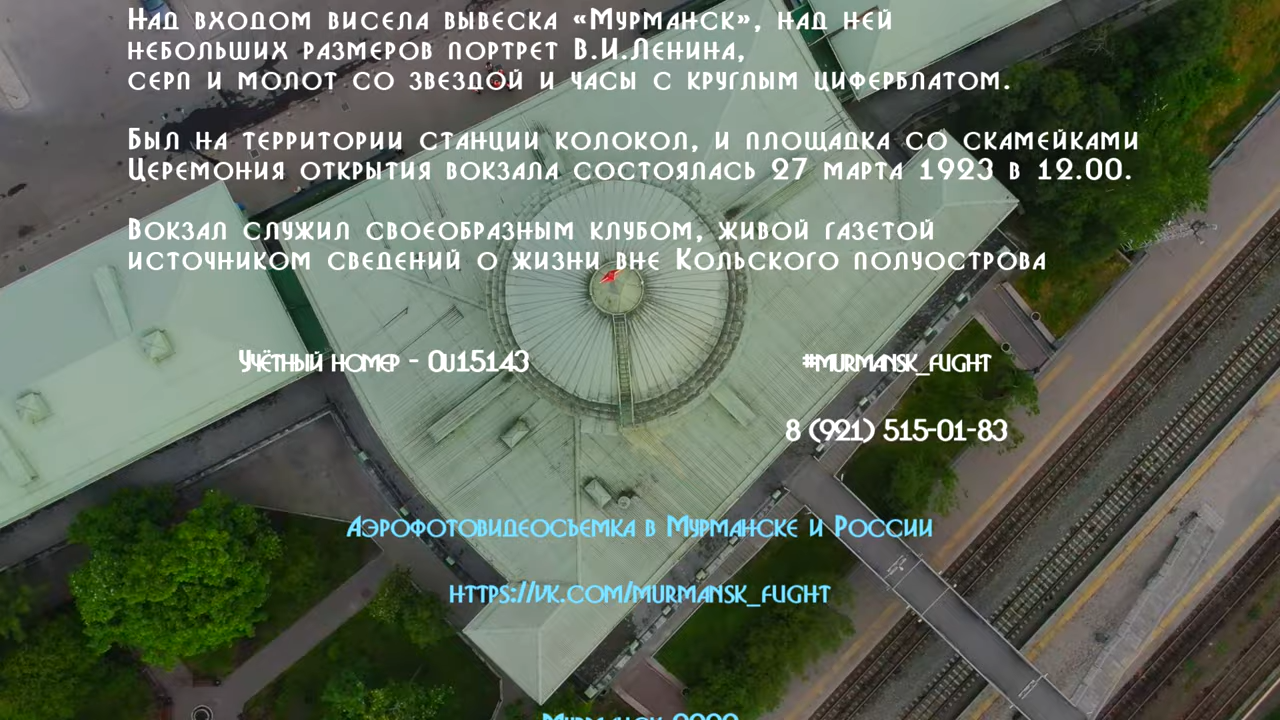 Над входом висела вывеска «Мурманск», над ней
небольших размеров портрет В.И.Ленина,
серп и молот со звездой и часы с круглым циферблатом.
Был на территории станции колокол, и площадка со скамейками
Церемония открытия вокзала состоялась 27 марта 1923 в 12.00.
Вокзал служил своеобразным клубом, живой газетой
источником сведений о жизни вне Кольского полуострова
Учётный номер - 0U15143
#murmansk_flight
8 (921) 515-01-83
Аэрофотовидеосъемка в Мурманске и России
https://vk.com/murmansk_flight
Мурманск